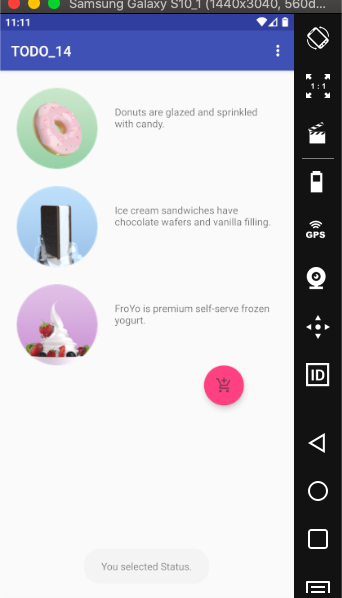 Samsung Galaxy S10_1 (1440x3040, 560d...
11:11
TODO_14
1 : 1
Donuts are glazed and sprinkled
with candy.
Ice cream sandwiches have
chocolate wafers and vanilla filling.
GPS
FroYo is premium self-serve frozen
yogurt.
ID
You selected Status.